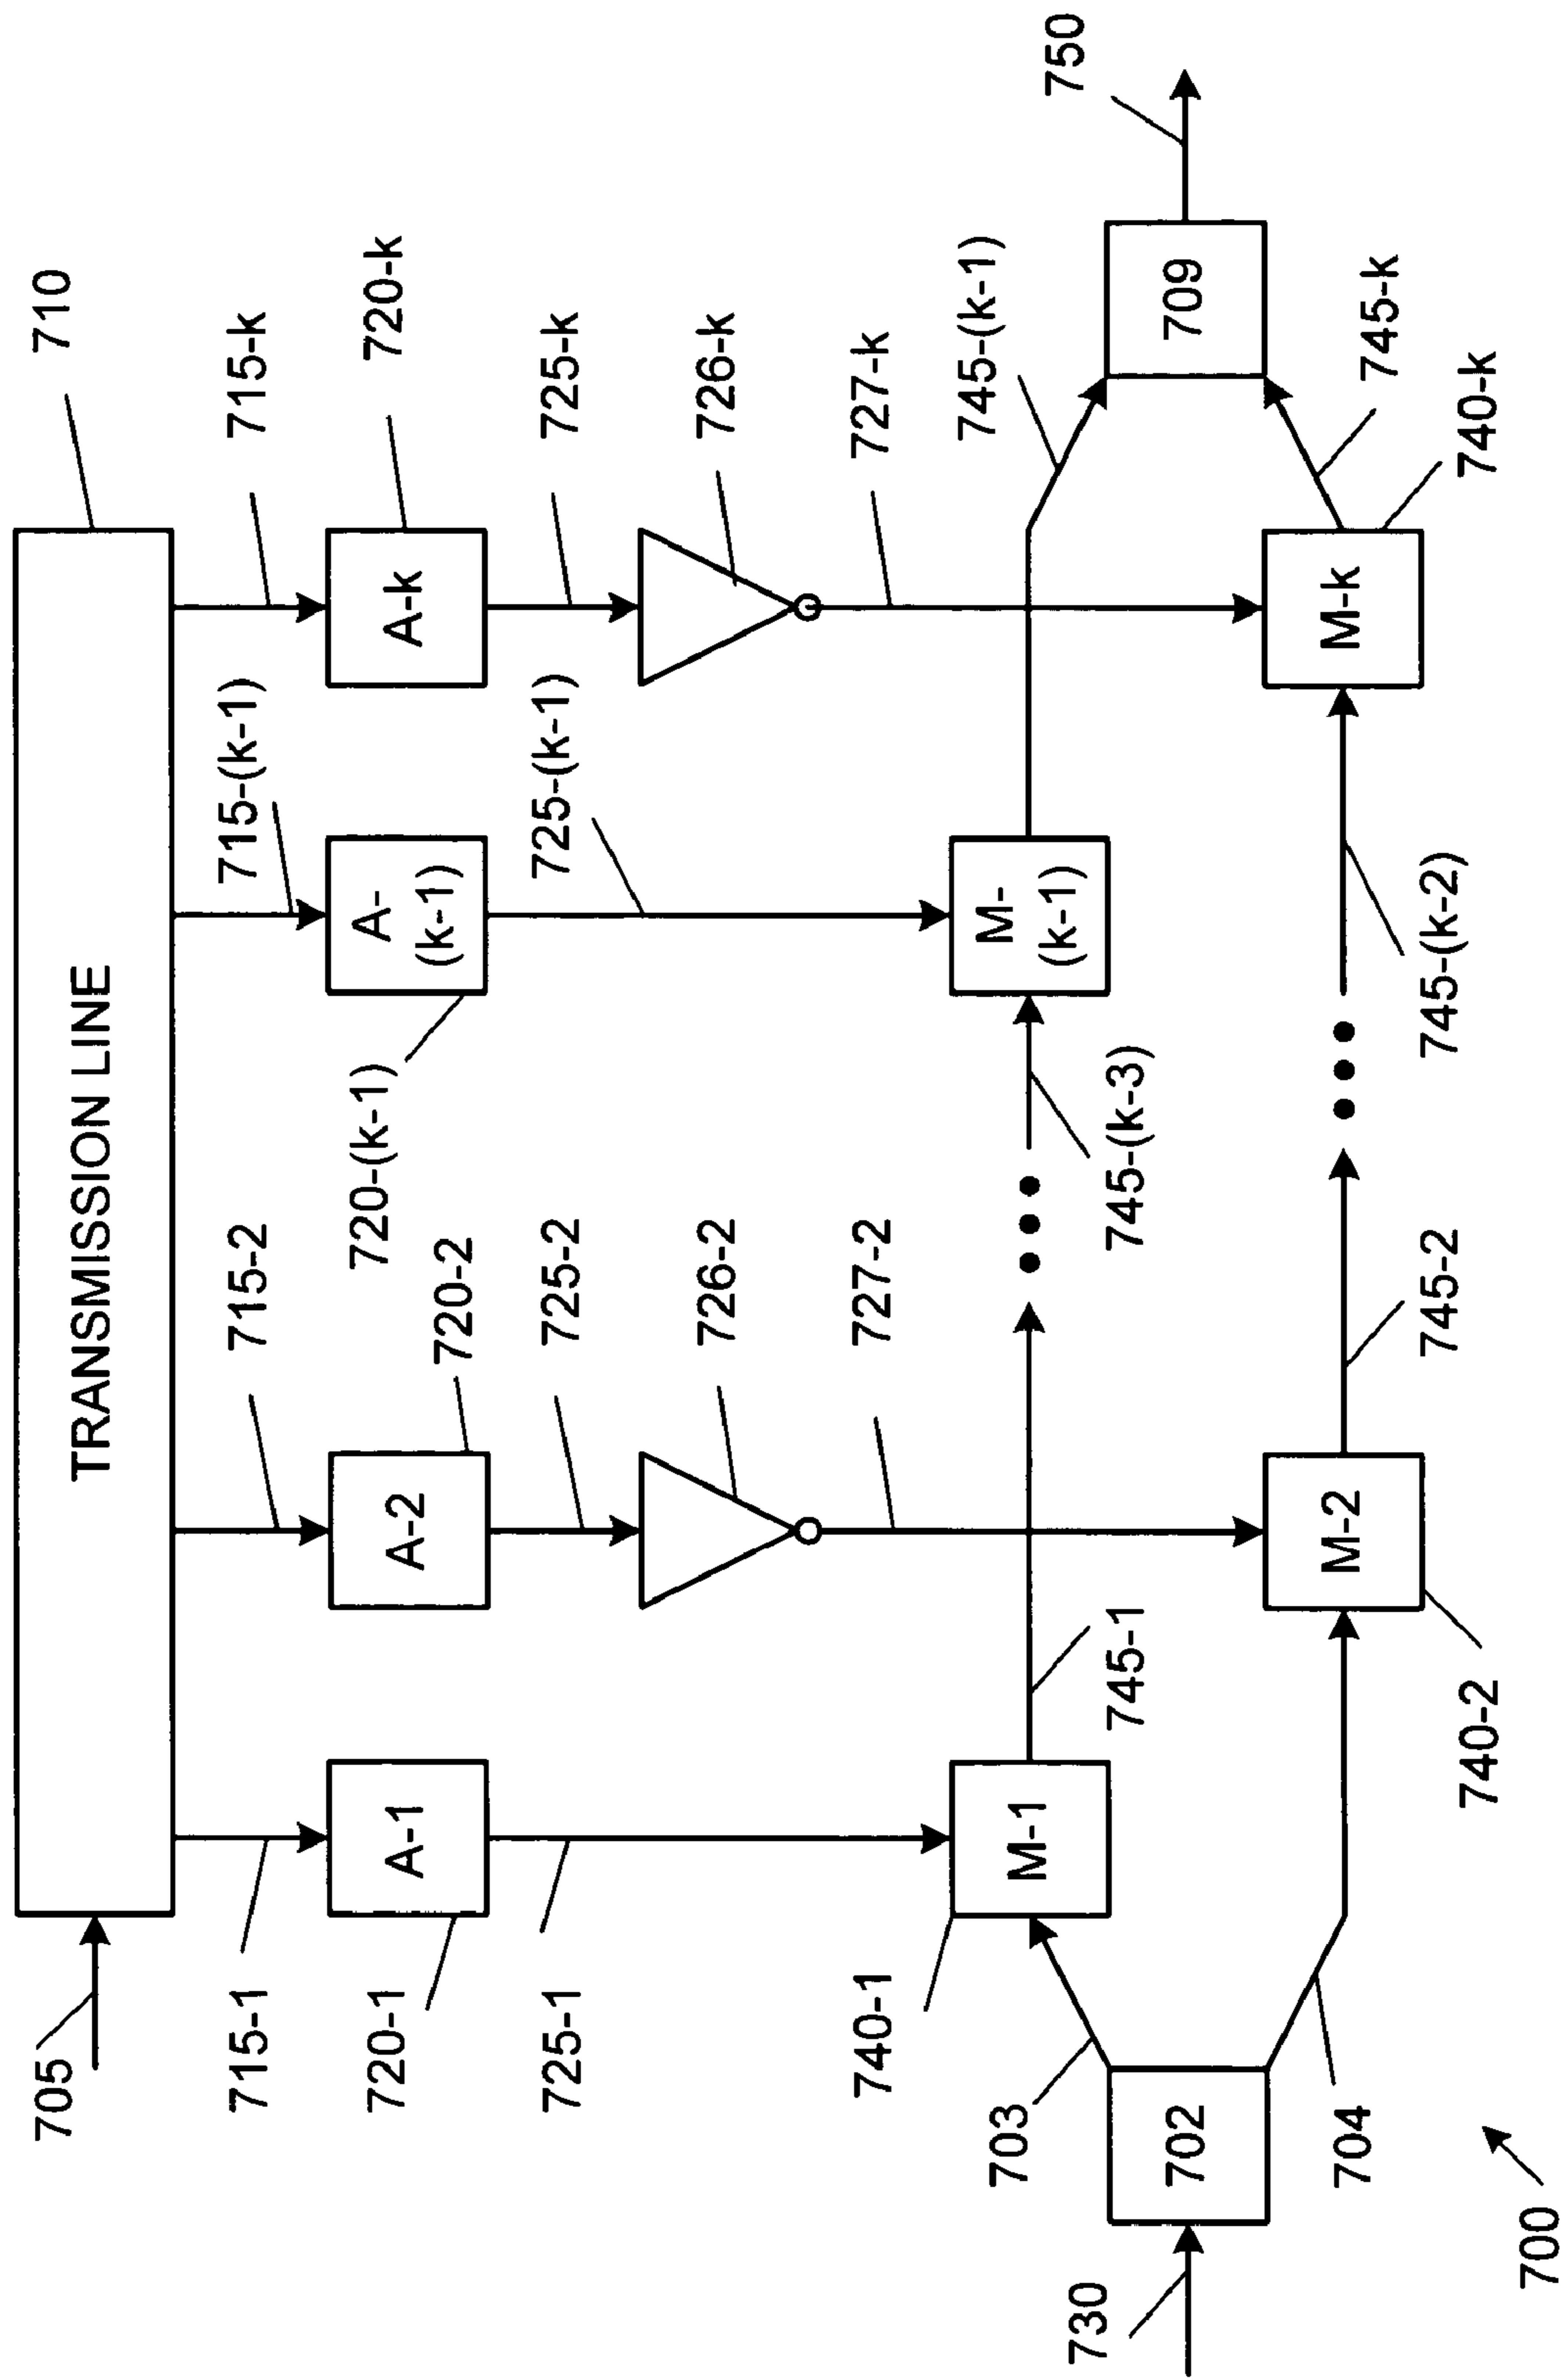 710
TRANSMISSION LINE
705
715-1
715-2
715-(k-1)
715-k
720-1
A-1
A-2
720-2
720-(k-1)
A-
(k-1)
A-k
720-k
725-1
725-2
725-(k-1)
725-k
726-2
726-k
727-2
727-k
740-1
M-1
745-1
745-(k-3)
M-
(k-1)
745-(k-1)
750
703
730
702
709
704
M-2
740-2
745-2
745-(k-2)
M-k
740-k
745-k
700